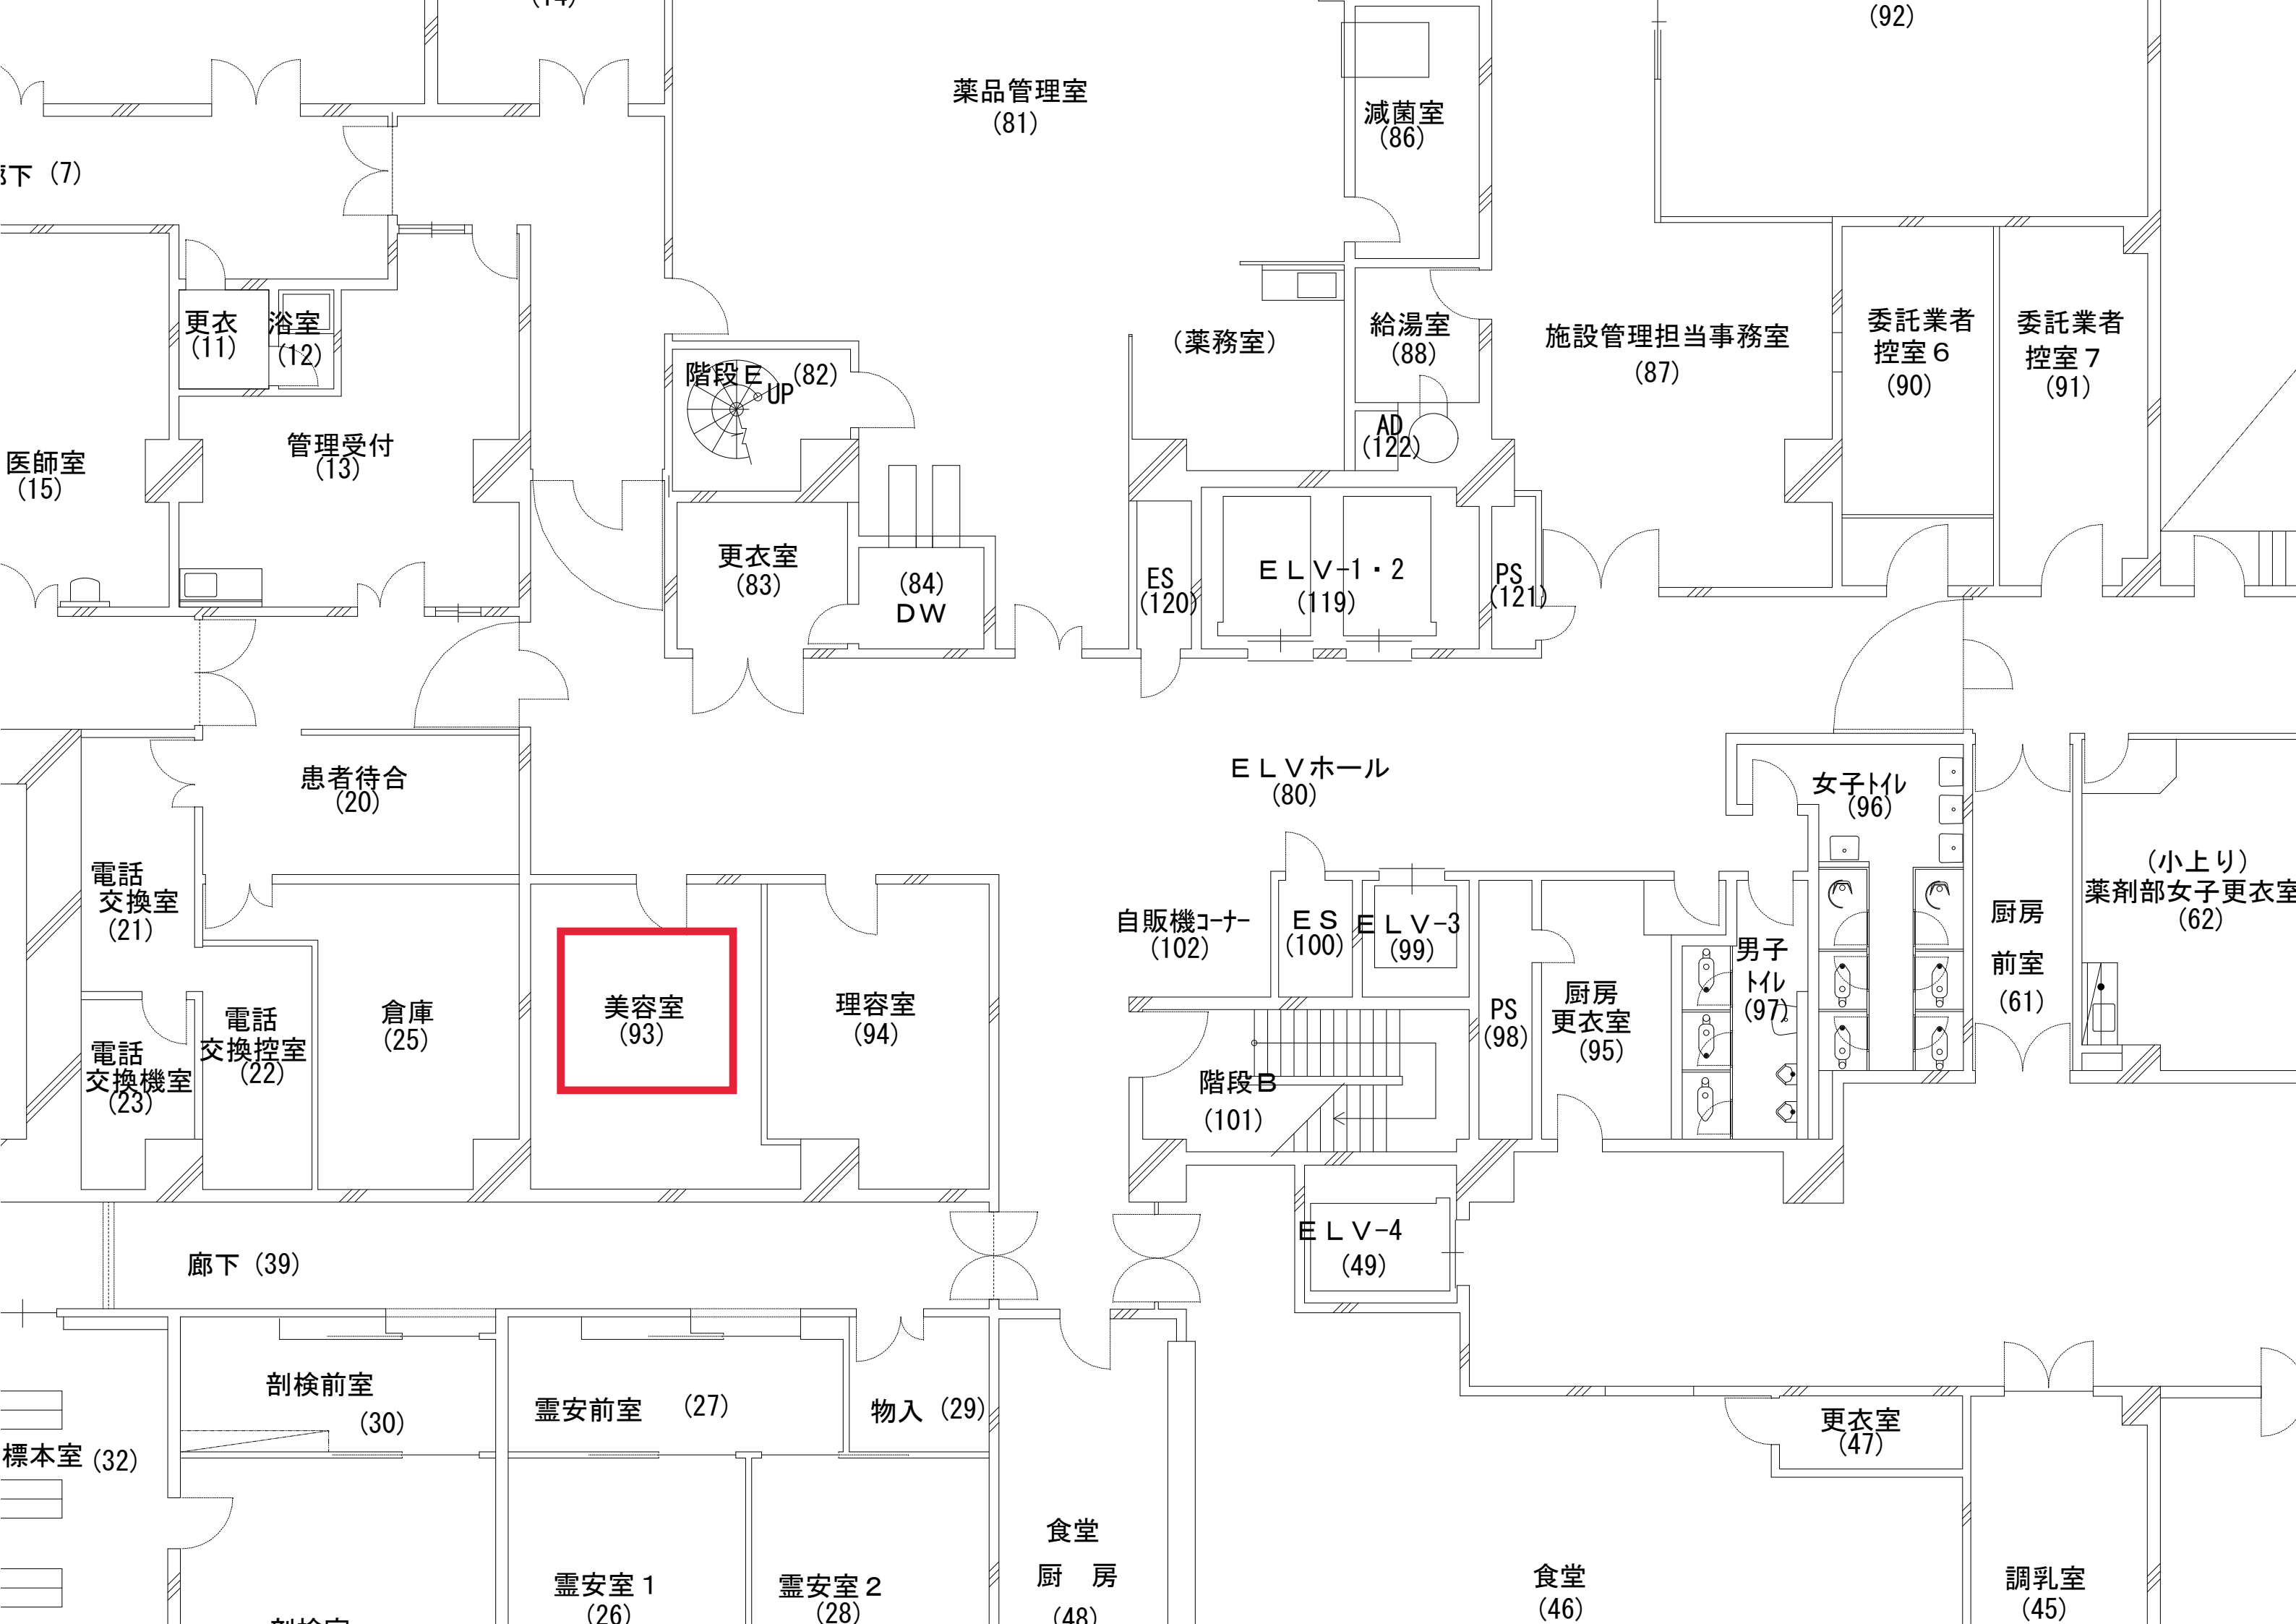 (92)
薬品管理室
(81)
減菌室
(86)
廊下 (7)
更衣
(11)
浴室
(12)
階段E (82)
UP
(薬務室)
給湯室
(88)
施設管理担当事務室
(87)
委託業者
控室６
(90)
委託業者
控室７
(91)
AD
(122)
管理受付
(13)
医師室
(15)
更衣室
(83)
(84)
ＤＷ
ES
(120)
ＥＬＶ-1・2
(119)
PS
(121)
患者待合
(20)
ＥＬＶホール
(80)
女子ﾄｲﾚ
(96)
電話
交換室
(21)
自販機ｺｰﾅｰ
(102)
ＥＳ
(100)
ＥＬＶ-3
(99)
男子
ﾄｲﾚ
(97)
厨房
前室
(61)
(小上り)
薬剤部女子更衣室
(62)
電話
交換機室
(23)
電話
交換控室
(22)
倉庫
(25)
美容室
(93)
理容室
(94)
PS
(98)
厨房
更衣室
(95)
階段Ｂ
(101)
廊下 (39)
ＥＬＶ-4
(49)
剖検前室
(30)
霊安前室 (27)
物入 (29)
更衣室
(47)
標本室 (32)
霊安室１
(26)
霊安室２
(28)
食堂
厨　房
(48)
食堂
(46)
調乳室
(45)